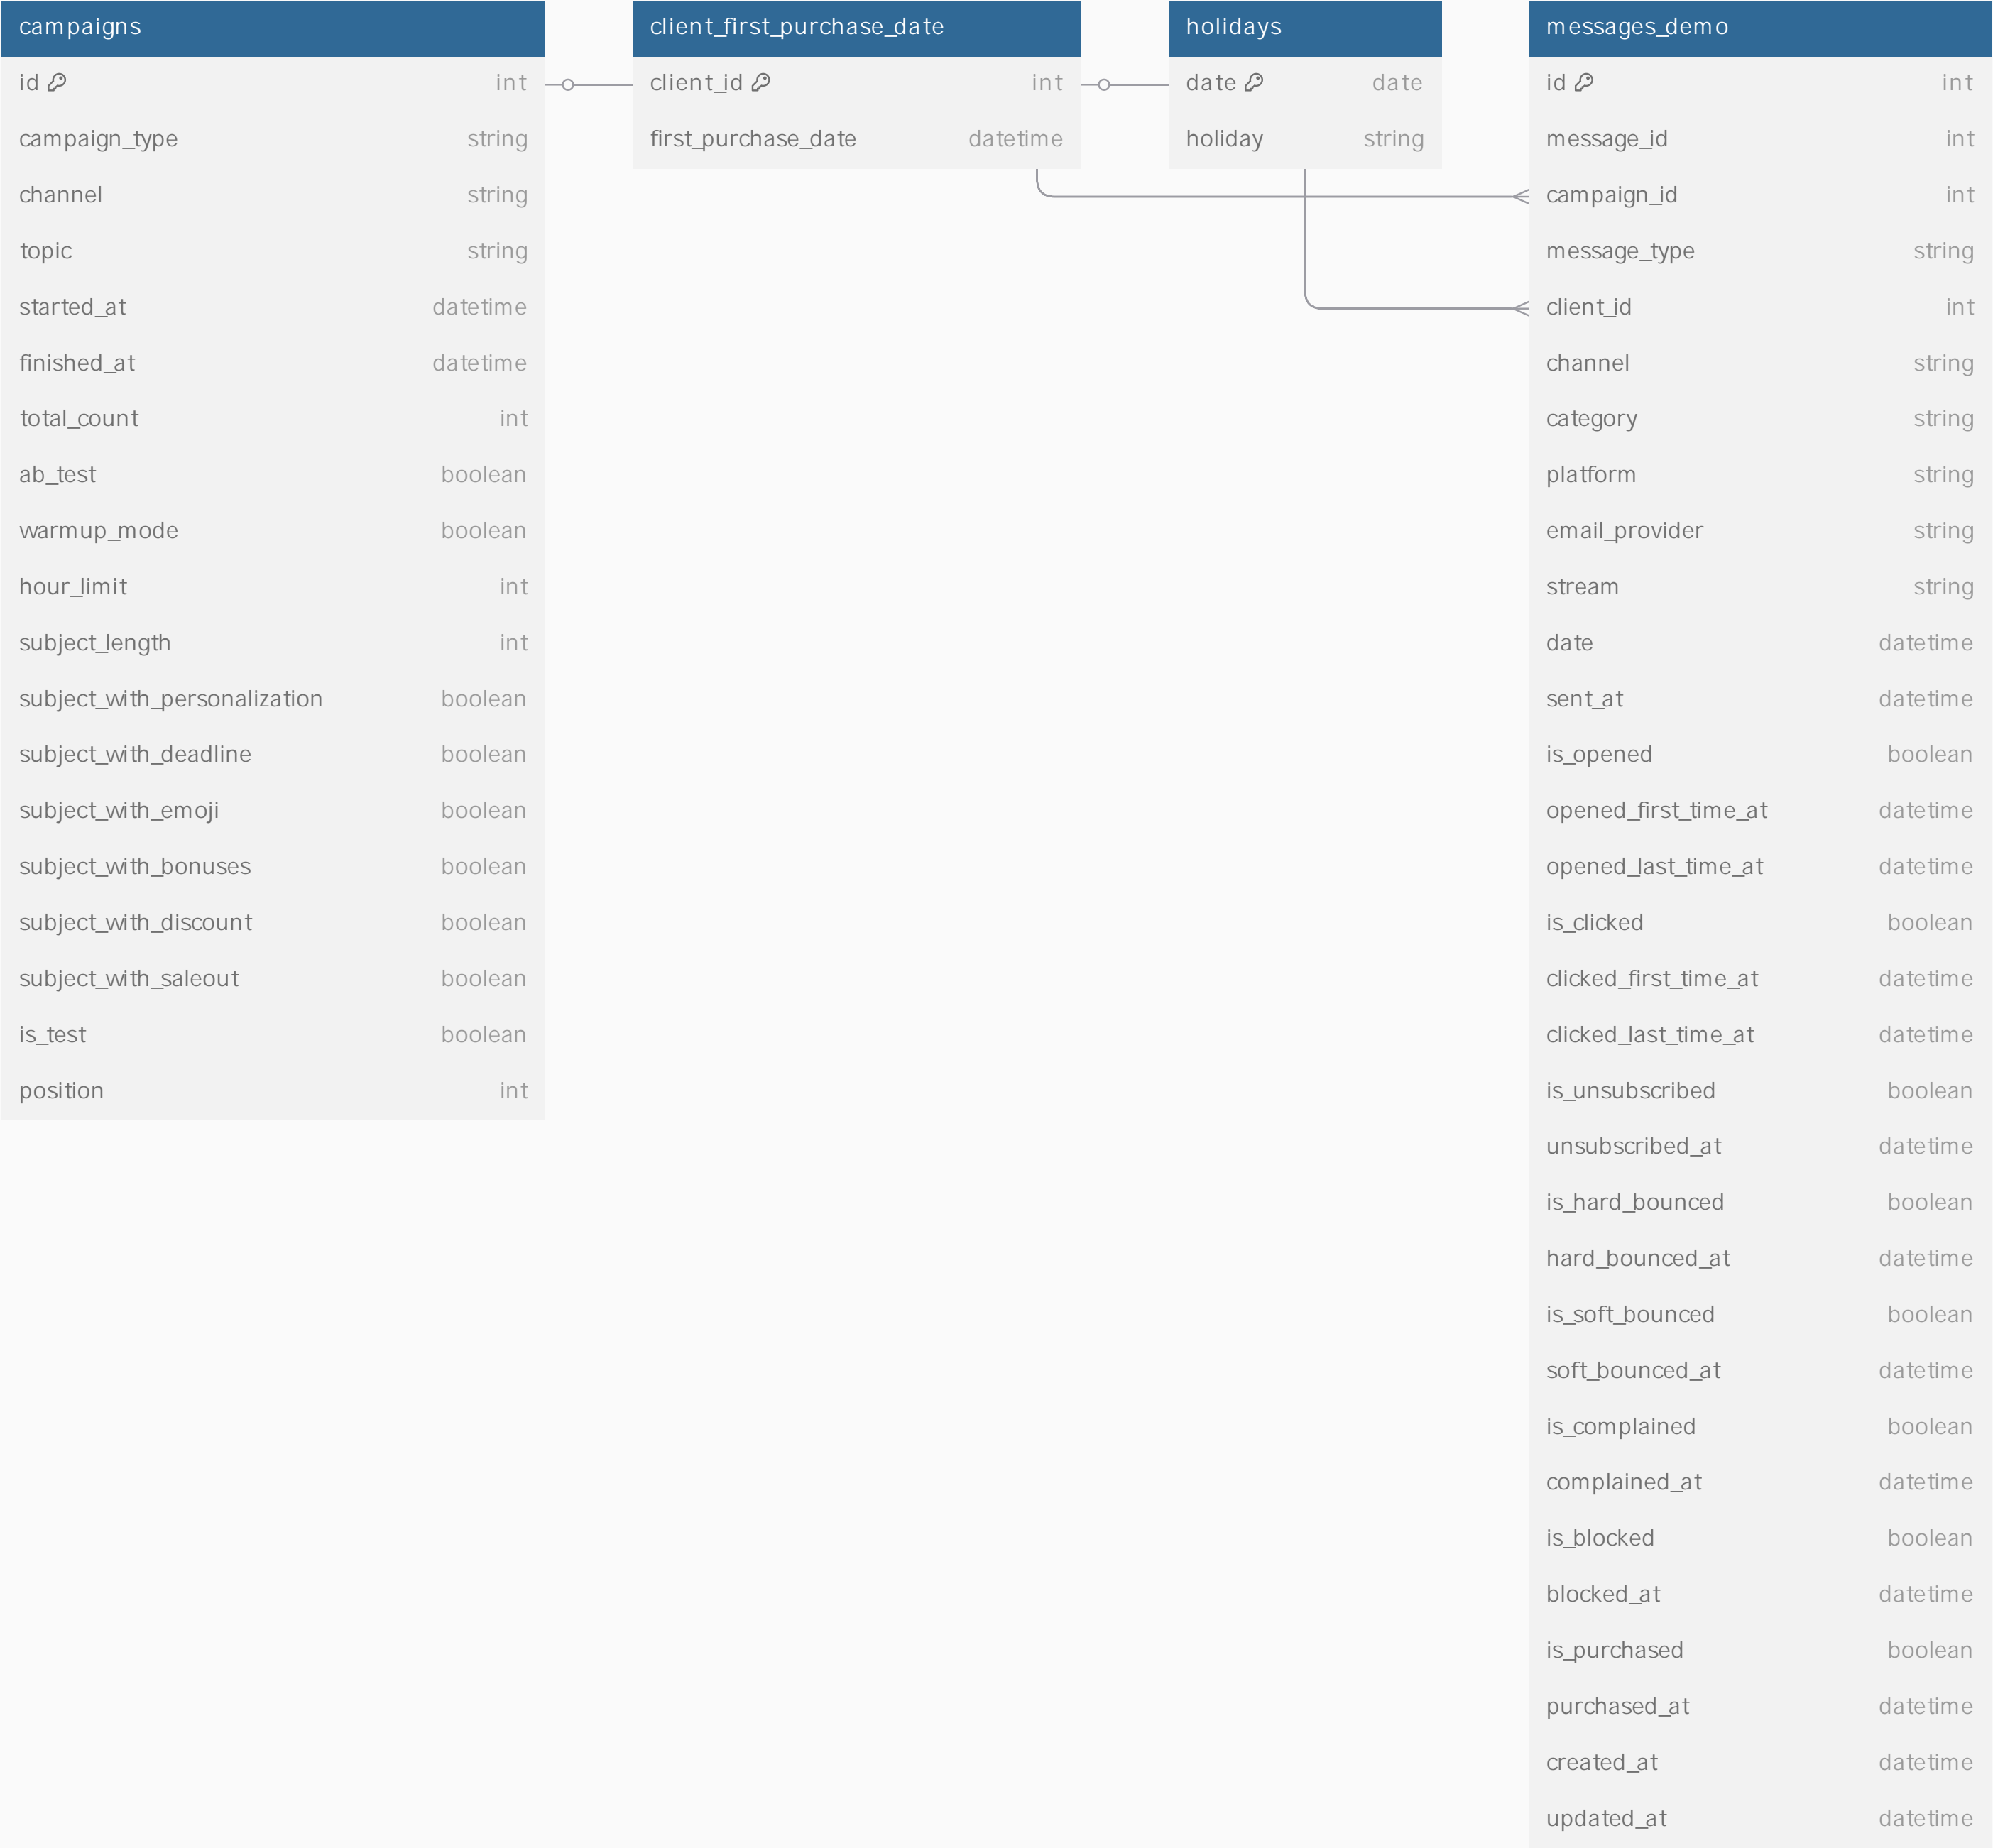 campaigns
id int
campaign_type string
channel string
topic string
started_at datetime
finished_at datetime
total_count int
ab_test boolean
warmup_mode boolean
hour_limit int
subject_length int
subject_with_personalization boolean
subject_with_deadline boolean
subject_with_emoji boolean
subject_with_bonuses boolean
subject_with_discount boolean
subject_with_saleout boolean
is_test boolean
position int
client_first_purchase_date
client_id int
first_purchase_date datetime
holidays
date date
holiday string
messages_demo
id int
message_id int
campaign_id int
message_type string
client_id int
channel string
category string
platform string
email_provider string
stream string
date datetime
sent_at datetime
is_opened boolean
opened_first_time_at datetime
opened_last_time_at datetime
is_clicked boolean
clicked_first_time_at datetime
clicked_last_time_at datetime
is_unsubscribed boolean
unsubscribed_at datetime
is_hard_bounced boolean
hard_bounced_at datetime
is_soft_bounced boolean
soft_bounced_at datetime
is_complained boolean
complained_at datetime
is_blocked boolean
blocked_at datetime
is_purchased boolean
purchased_at datetime
created_at datetime
updated_at datetime